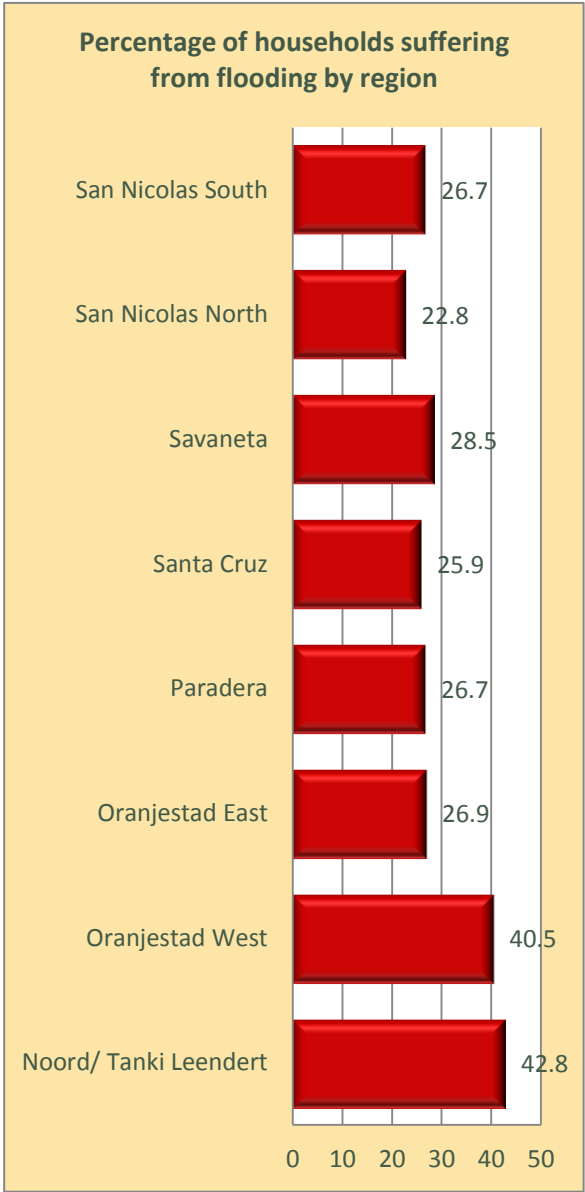 Percentage of households suffering
from flooding by region
San Nicolas South 26.7
San Nicolas North 22.8
Savaneta 28.5
Santa Cruz 25.9
Paradera 26.7
Oranjestad East 26.9
Oranjestad West 40.5
Noord/ Tanki Leendert 42.8
0 10 20 30 40 50